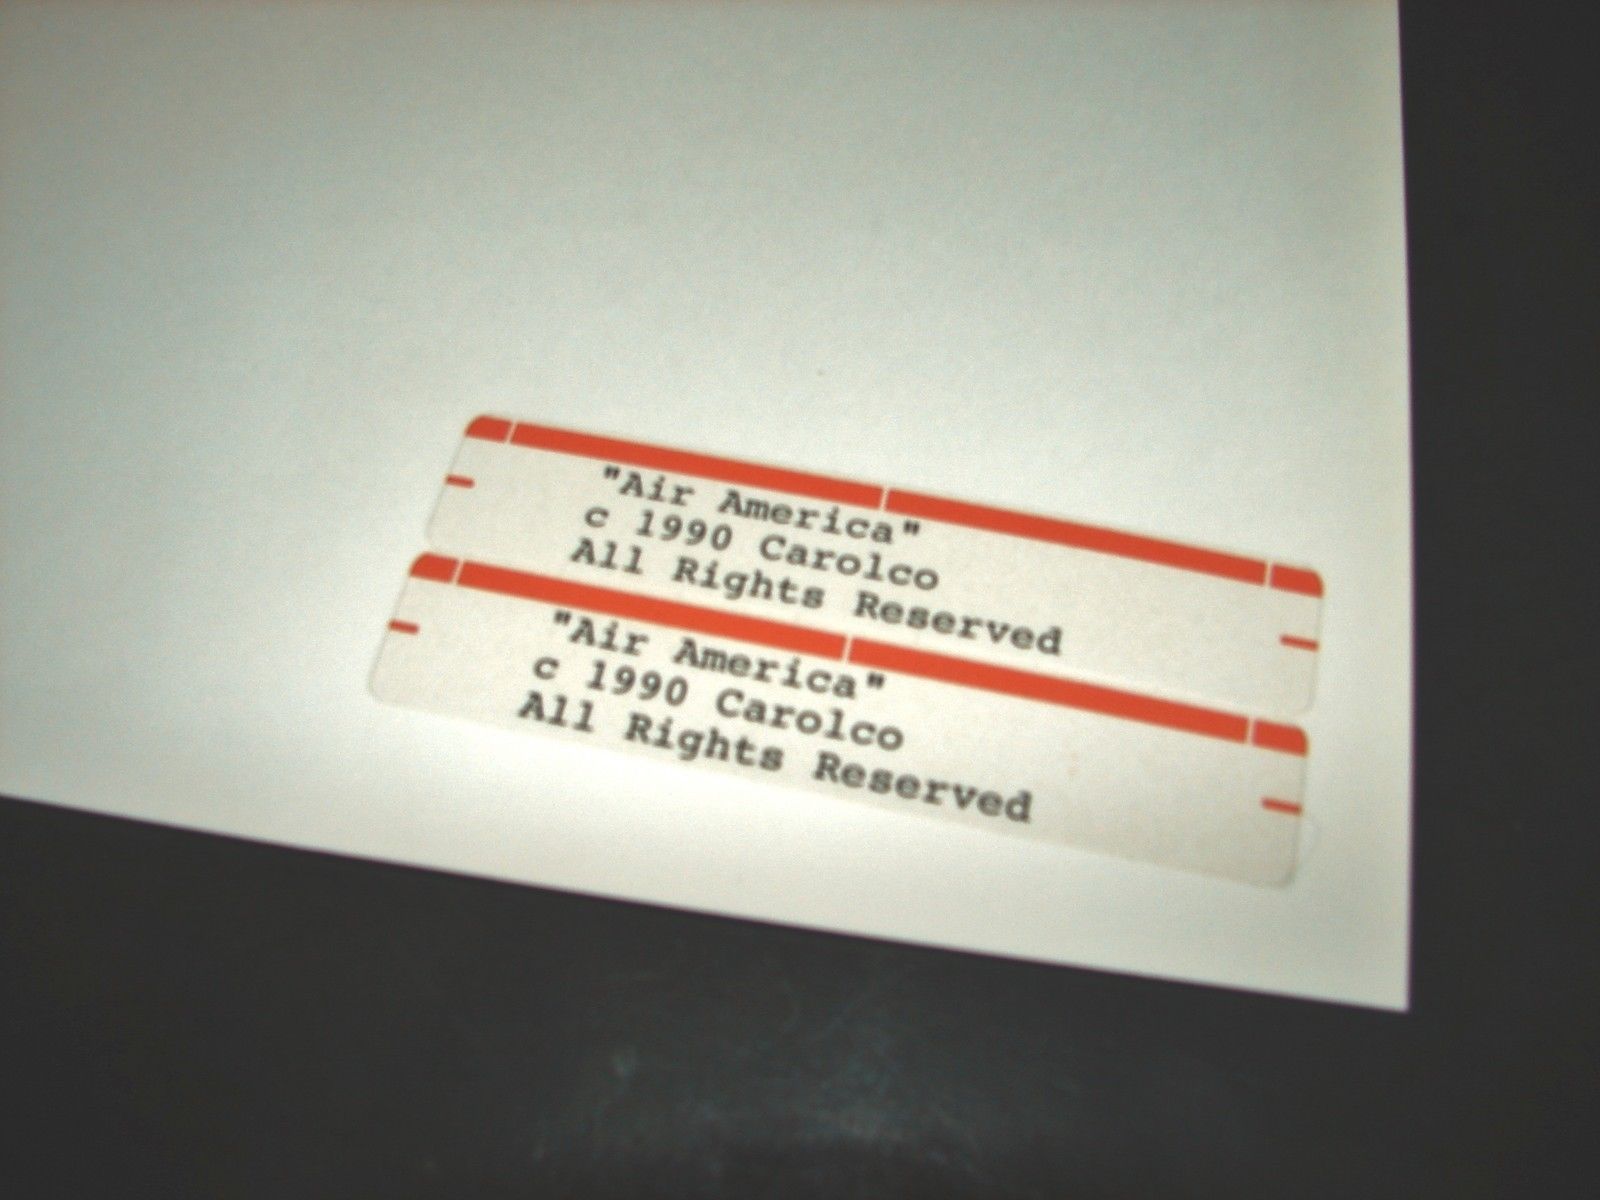 "Air America"
c 1990 Carolco
All Rights Reserved
"Air America"
c 1990 Carolco
All Rights Reserved